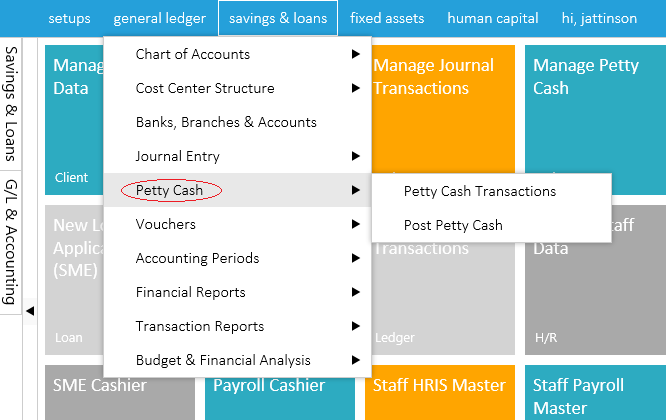 setups
general ledger
savings & loans
fixed assets
human capital
hi, jattinson
Savings & Loans
G/L & Accounting
Chart of Accounts
Cost Center Structure
Banks, Branches & Accounts
Journal Entry
Petty Cash
Vouchers
Accounting Periods
Financial Reports
Transaction Reports
Budget & Financial Analysis
Petty Cash Transactions
Post Petty Cash
Manag
Data
Client
Manage Journal
Transactions
Manage Petty
Cash
New Lo
Applica
(SME)
Loan
Transactions
Ledger
taff
Data
H/R
SME Cashier
Payroll Cashier
Staff HRIS Master
Staff Payroll
Master